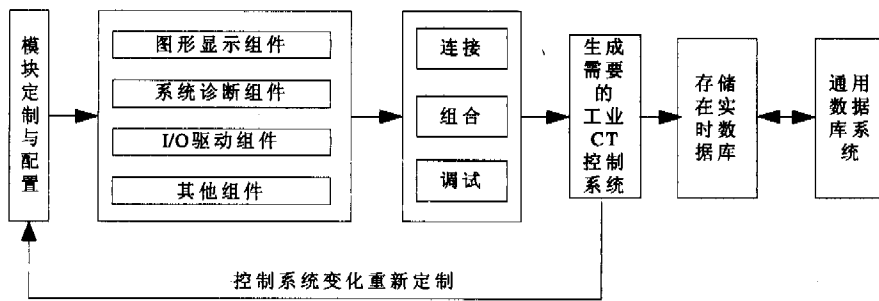 模块定制与配置
图形显示组件
系统诊断组件
I/O驱动组件
其他组件
连接
组合
调试
生成
需要
的
工业
CT
控制
系统
存储
在实
时数
据库
通用
数据
库系
统
控制系统变化重新定制